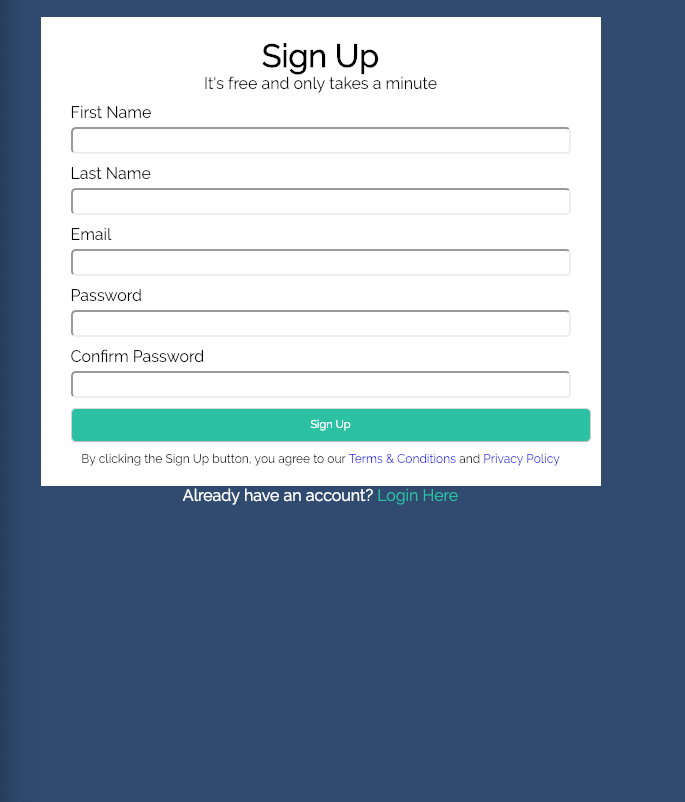 Sign Up
It's free and only takes a minute
First Name
Last Name
Email
Password
Confirm Password
Sign Up
By clicking the Sign Up button, you agree to our Terms & Conditions and Privacy Policy
Already have an account? Login Here